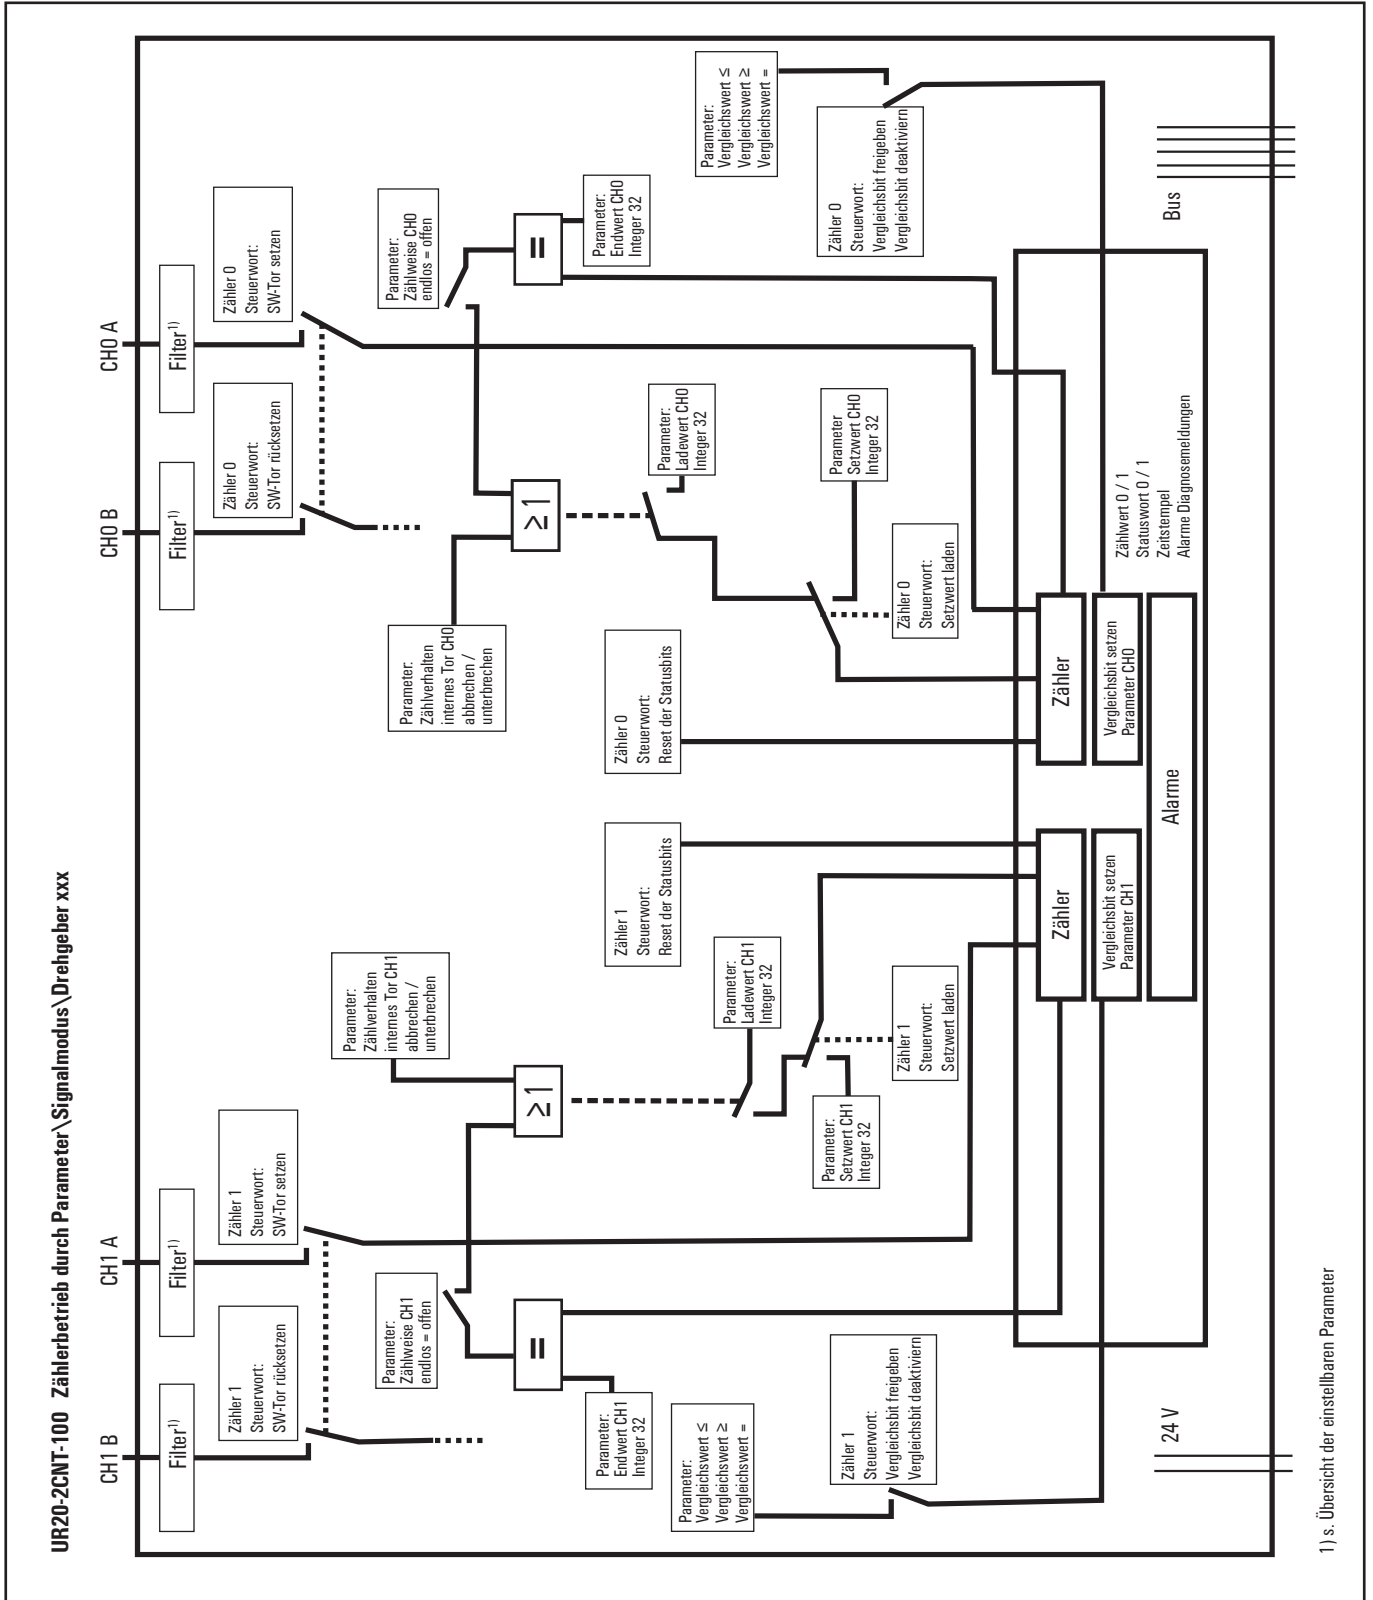 UR20-2CNT-100 Zählerbetrieb durch Parameter\Signalmodus\Drehgeber xxx
CH1 B
CH1 A
CH0 B
CH0 A
Filter1)
Filter1)
Filter1)
Filter1)
Zähler 1
Steuerwort:
SW-Tor rücksetzen
Zähler 1
Steuerwort:
SW-Tor setzen
Zähler 0
Steuerwort:
SW-Tor rücksetzen
Zähler 0
Steuerwort:
SW-Tor setzen
Parameter:
Zählweise CH1
endlos = offen
Parameter:
Zählverhalten
internes Tor CH1
abbrechen /
unterbrechen
Parameter:
Zählverhalten
internes Tor CH0
abbrechen /
unterbrechen
Parameter:
Zählweise CH0
endlos = offen
=
≥1
≥1
=
Parameter:
Endwert CH1
Integer 32
Zähler 1
Steuerwort:
Reset der Statusbits
Zähler 0
Steuerwort:
Reset der Statusbits
Parameter:
Ladewert CH0
Integer 32
Parameter:
Endwert CH0
Integer 32
Parameter:
Vergleichswert ≤
Vergleichswert ≥
Vergleichswert =
Parameter:
Ladewert CH1
Integer 32
Parameter:
Vergleichswert ≤
Vergleichswert ≥
Vergleichswert =
Zähler 1
Steuerwort:
Vergleichsbit freigeben
Vergleichsbit deaktiviern
Parameter:
Setzwert CH1
Integer 32
Zähler 1
Steuerwort:
Setzwert laden
Zähler 0
Steuerwort:
Setzwert laden
Parameter
Setzwert CH0
Integer 32
Zähler 0
Steuerwort:
Vergleichsbit freigeben
Vergleichsbit deaktiviern
Zähler
Zähler
Vergleichsbit setzen
Parameter CH1
Vergleichsbit setzen
Parameter CH0
Alarme
Zählwert 0 / 1
Statuswort 0 / 1
Zeitstempel
Alarme Diagnosemeldungen
24 V
Bus
1) s. Übersicht der einstellbaren Parameter